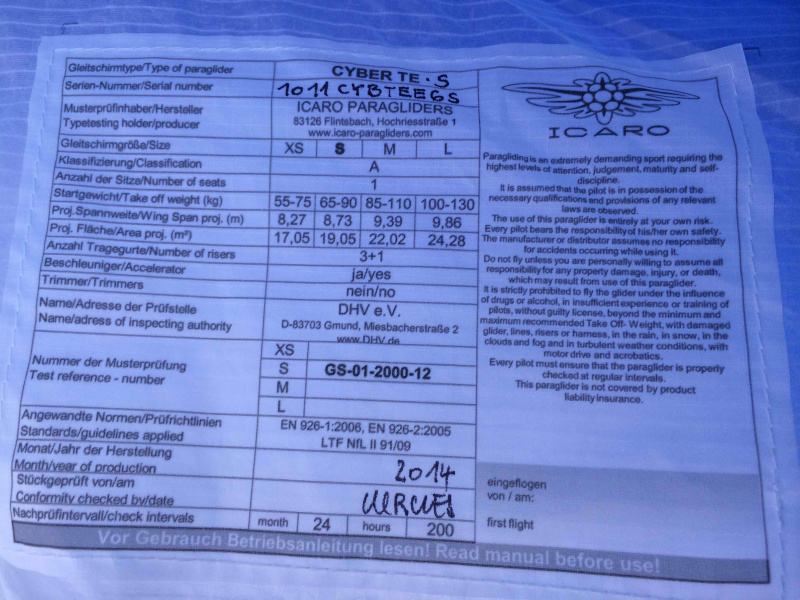 Gleitschirmtype/Type of paraglider CYBER TE . S
Serien-Nummer/Serial number 1011CYBTEEGS
Musterprüfinhaber/Hersteller ICARO PARAGLIDERS
Typetesting holder/producer 83126 Flintsbach, Hochriesstraße 1
www.icaro-paragliders.com
Gleitschirmgröße/Size XS S M L
Klassifizierung/Classification A
Anzahl der Sitze/Number of seats 1
Startgewicht/Take off weight (kg) 55-75 65-90 85-110 100-130
Proj.Spannweite/Wing Span proj. (m) 8,27 8,73 9,39 9,86
Proj. Fläche/Area proj. (m²) 17,05 19,05 22,02 24,28
Anzahl Tragegurte/Number of risers 3+1
Beschleuniger/Accelerator ja/yes
Trimmer/Trimmers nein/no
Name/Adresse der Prüfstelle DHV e.V.
Name/adress of inspecting authority D-83703 Gmund, Miesbacherstraße 2
www.DHV.de
Nummer der Musterprüfung
Test reference - number
XS
S GS-01-2000-12
M
L
Angewandte Normen/Prüfrichtlinien EN 926-1:2006, EN 926-2:2005
Standards/guidelines applied LTF NfL II 91/09
Monat/Jahr der Herstellung
Month/year of production 2014
Stückgeprüft von/am
Conformity checked by/date
Nachprüfintervall/check intervals month 24 hours 200
ICARO
Paragliding is an extremely demanding sport requiring the
highest levels of attention, judgement, maturity and self-
discipline.
It is assumed that the pilot is in possession of the
necessary qualifications and provisions of any relevant
laws are observed.
The use of this paraglider is entirely at your own risk.
Every pilot bears the responsibility of his/her own safety.
The manufacturer or distributor assumes no responsibility
for accidents occurring while using it.
Do not fly unless you are personally willing to assume all
responsibility for any property damage, injury, or death,
which may result from use of this paraglider.
It is strictly prohibited to fly the glider under the influence
of drugs or alcohol, in insufficient experience or training of
pilots, without guilty license, beyond the minimum and
maximum recommended Take Off- Weight, with damaged
glider, lines, risers or harness, in the rain, in snow, in the
clouds and fog and in turbulent weather conditions, with
motor drive and acrobatics.
Every pilot must ensure that the paraglider is properly
checked at regular intervals.
This paraglider is not covered by product
liability insurance.
eingeflogen
von / am:
first flight
Vor Gebrauch Betriebsanleitung lesen! Read manual before use!